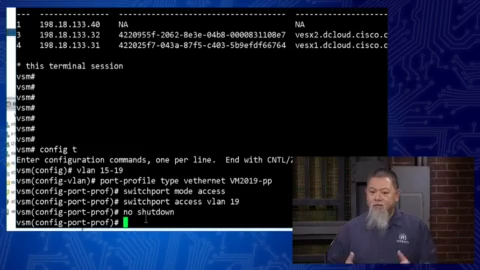 1 198.18.133.40 NA NA
3 198.18.133.32 4220955f-2062-8e3e-04b8-0000831108e7 vesx2.dcloud.cisco.c
4 198.18.133.31 422025f7-043a-87f5-c403-5b9efdf66764 vesx1.dcloud.cisco.c
* this terminal session
vsm#
vsm#
vsm#
vsm#
vsm#
vsm#
vsm# config t
Enter configuration commands, one per line. End with CNTL/Z
vsm(config)# vlan 15-19
vsm(config-vlan)# port-profile type vethernet VM2019-pp
vsm(config-port-prof)# switchport mode access
vsm(config-port-prof)# switchport access vlan 19
vsm(config-port-prof)# no shutdown
vsm(config-port-prof)#